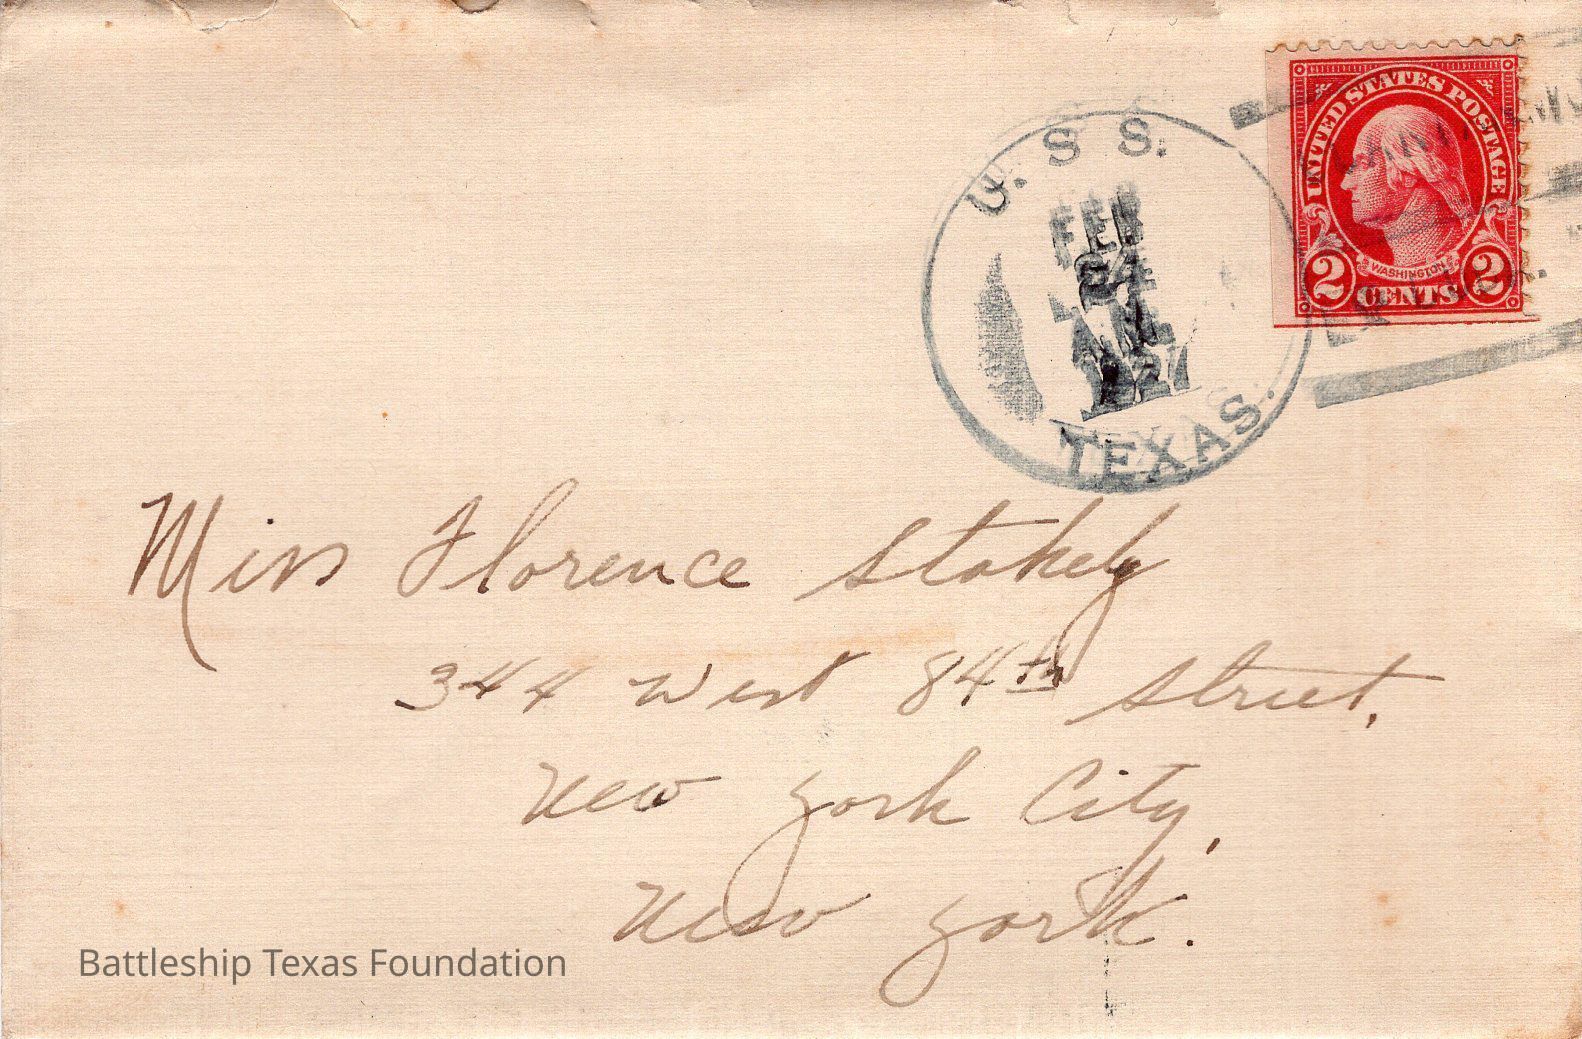 U. S S.
FEB
TEXAS.
UNITED STATES POSTAGE
WASHINGTON
2 CENTS 2
Miss Florence Stakely
344 West 84th Street,
New York City,
New York.
Battleship Texas Foundation